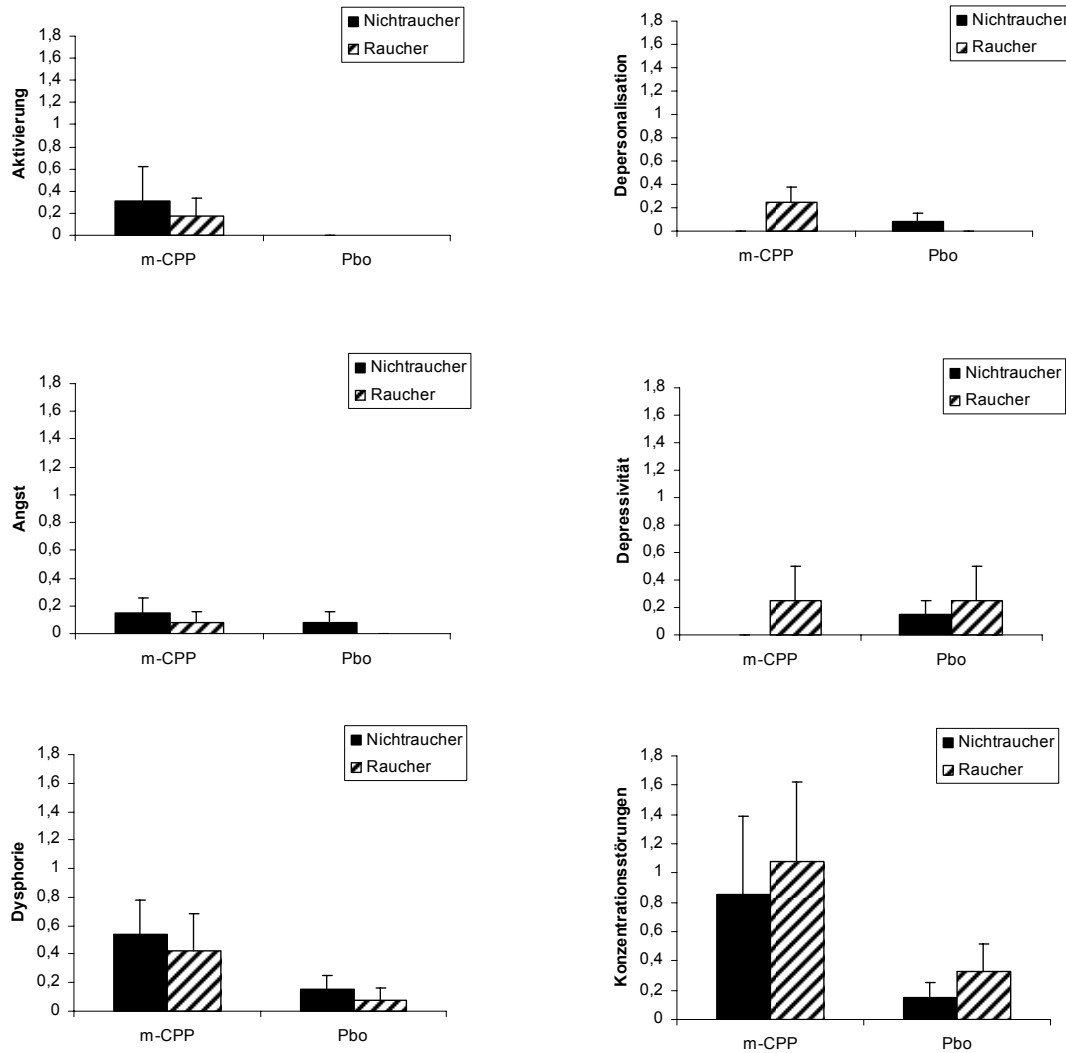 Nichtraucher
Raucher
Aktivierung
1,8
1,6
1,4
1,2
1
0,8
0,6
0,4
0,2
0
m-CPP Pbo
Nichtraucher
Raucher
Depersonalisation
1,8
1,6
1,4
1,2
1
0,8
0,6
0,4
0,2
0
m-CPP Pbo
Nichtraucher
Raucher
Angst
1,8
1,6
1,4
1,2
1
0,8
0,6
0,4
0,2
0
m-CPP Pbo
Nichtraucher
Raucher
Depressivität
1,8
1,6
1,4
1,2
1
0,8
0,6
0,4
0,2
0
m-CPP Pbo
Nichtraucher
Raucher
Dysphorie
1,8
1,6
1,4
1,2
1
0,8
0,6
0,4
0,2
0
m-CPP Pbo
Nichtraucher
Raucher
Konzentrationsstörungen
1,8
1,6
1,4
1,2
1
0,8
0,6
0,4
0,2
0
m-CPP Pbo